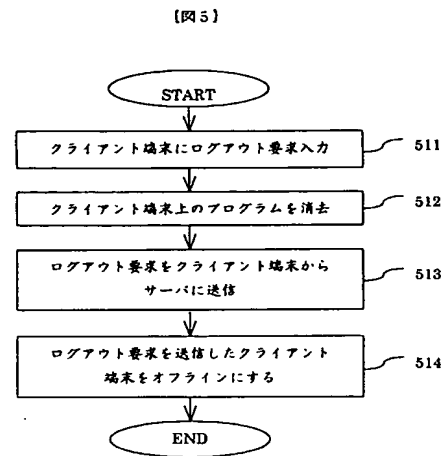 【図5】
START
クライアント端末にログアウト要求入力
511
クライアント端末上のプログラムを消去
512
ログアウト要求をクライアント端末から
サーバに送信
513
ログアウト要求を送信したクライアント
端末をオフラインにする
514
END